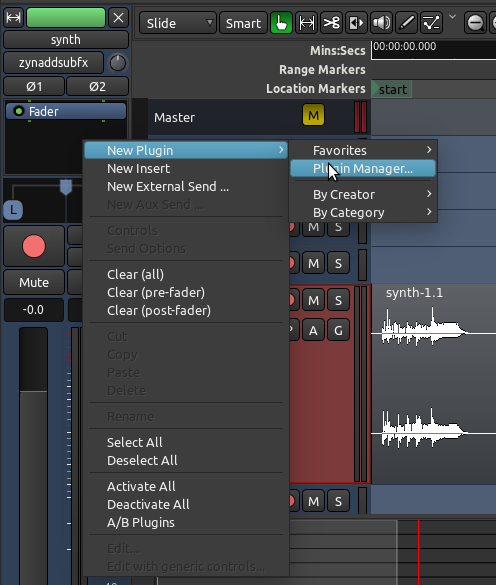 Slide
Smart
synth
Mins:Secs
00:00:00.000
zynaddsubfx
Range Markers
Ø1
Ø2
Location Markers
start
Fader
Master
M
New Plugin
Favorites
New Insert
Plugin Manager...
New External Send ...
New Aux Send ...
By Creator
L
By Category
Controls
M
S
Send Options
Clear (all)
M
S
Mute
Clear (pre-fader)
M
S
synth-1.1
-0.0
Clear (post-fader)
Cut
P
A
G
Copy
Paste
Delete
Rename
Select All
Deselect All
Activate All
Deactivate All
M
S
A/B Plugins
Edit...
Edit with generic controls...